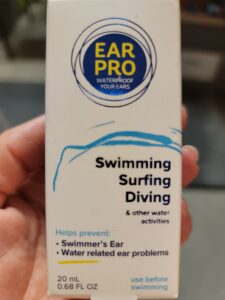 EAR
PRO
WATERPROOF
YOUR EARS
Swimming
Surfing
Diving
& other water
activities
Helps prevent:
• Swimmer's Ear
• Water related ear problems
20 mL
0.68 FL OZ
use before
swimming